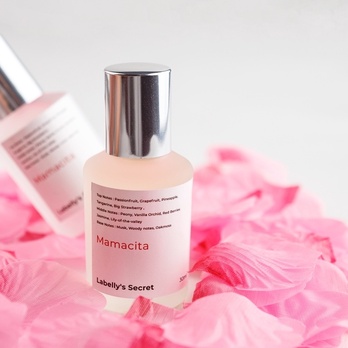 Top Notes : Passionfruit, Grapefruit, Pineapple,
Tangerine, Big Strawberry ,
Middle Notes : Peony, Vanilla Orchid, Red Berries
Jasmine, Lily-of-the-valley
Base Notes : Musk, Woody notes, Oakmoss
Mamacita
Labelly's Secret
Mamacita
Labelly's Secret